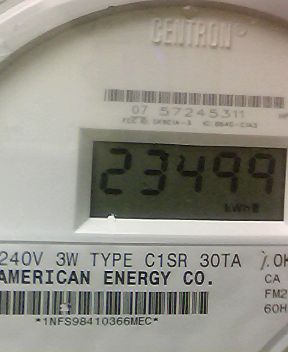 CENTRON®
07 57245311
23499
kWh
240V 3W TYPE C1SR 30TA
AMERICAN ENERGY CO.
CA
FM2
60H
*1NFS98410366MEC*